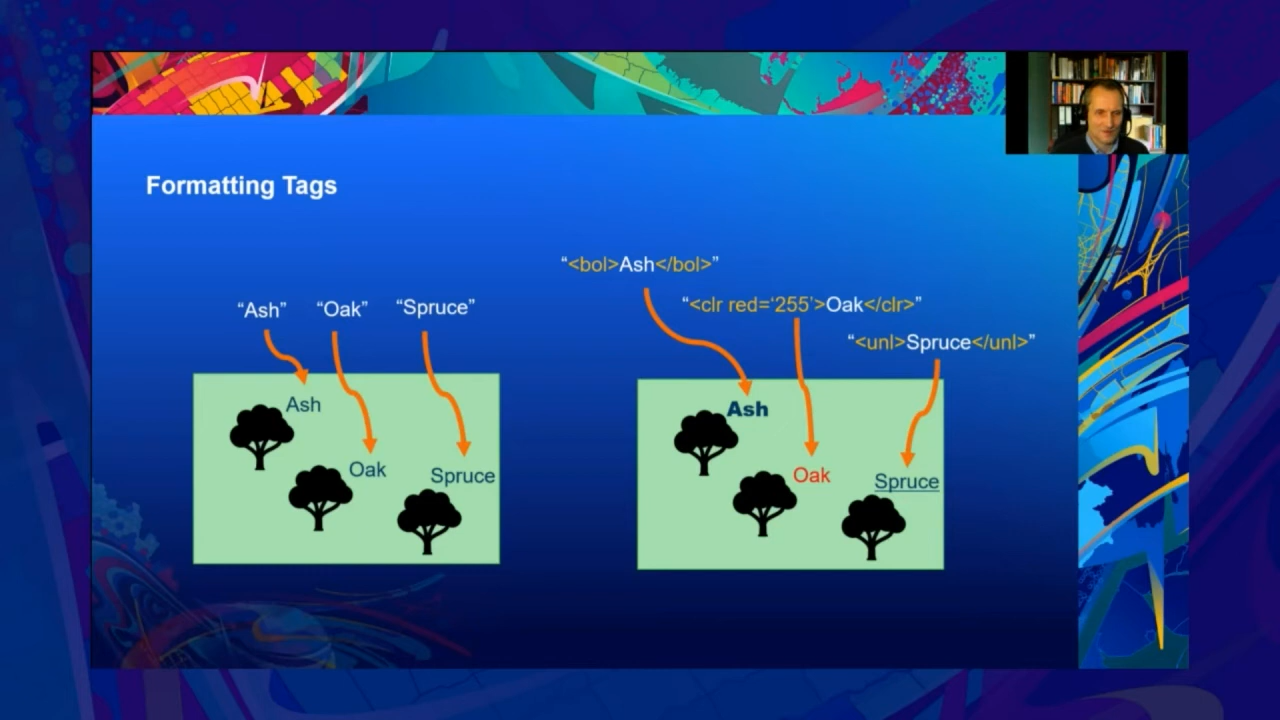 Formatting Tags
“Ash” “Oak” “Spruce”
Ash
Oak
Spruce
“<bol>Ash</bol>”
“<clr red=‘255’>Oak</clr>”
“<unl>Spruce</unl>”
Ash
Oak
Spruce